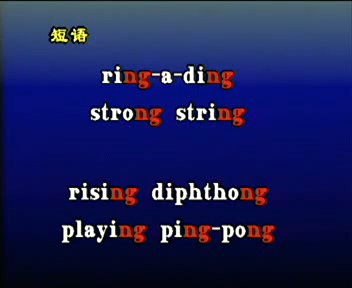 短语
ring-a-ding
strong string
rising diphthong
playing ping-pong